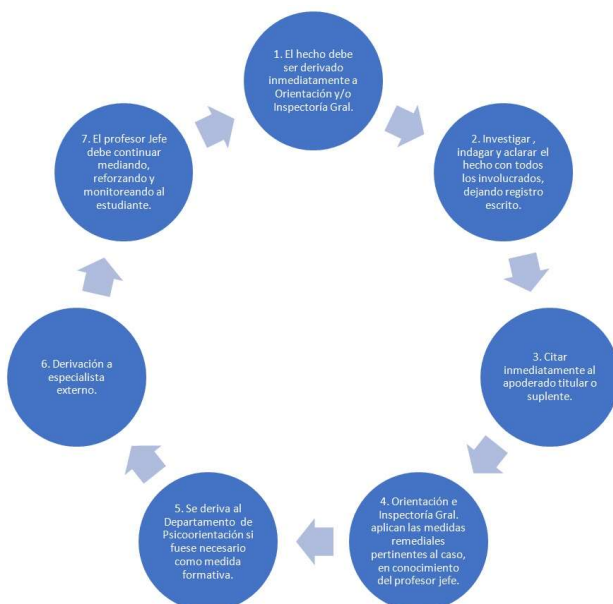 1. El hecho debe
ser derivado
inmediatamente a
Orientación y/o
Inspectoría Gral.
2. Investigar ,
indagar y aclarar el
hecho con todos
los involucrados,
dejando registro
escrito.
3. Citar
inmediatamente al
apoderado titular o
suplente.
4. Orientación e
Inspectoría Gral.
aplican las medidas
remediales
pertinentes al caso,
en conocimiento
del profesor jefe.
5. Se deriva al
Departamento de
Psicoorientación si
fuese necesario
como medida
formativa.
6. Derivación a
especialista
externo.
7. El profesor Jefe
debe continuar
mediando,
reforzando y
monitoreando al
estudiante.